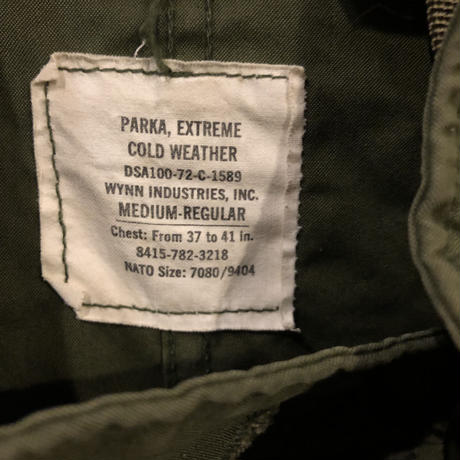 PARKA, EXTREME
COLD WEATHER
DSA100-72-C-1589
WYNN INDUSTRIES, INC.
MEDIUM-REGULAR
Chest: From 37 to 41 in.
8415-782-3218
NATO Size: 7080/9404